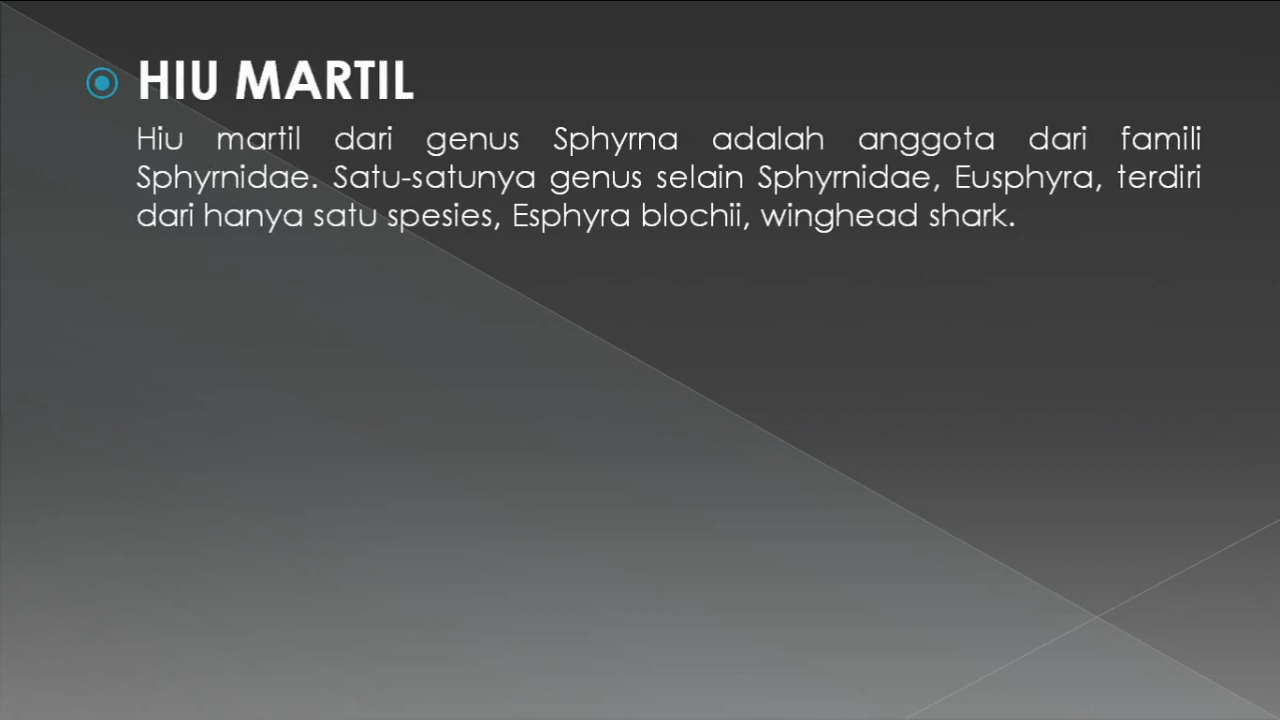 HIU MARTIL
Hiu martil dari genus Sphyrna adalah anggota dari famili
Sphyrnidae. Satu-satunya genus selain Sphyrnidae, Eusphyra, terdiri
dari hanya satu spesies, Esphyra blochii, winghead shark.